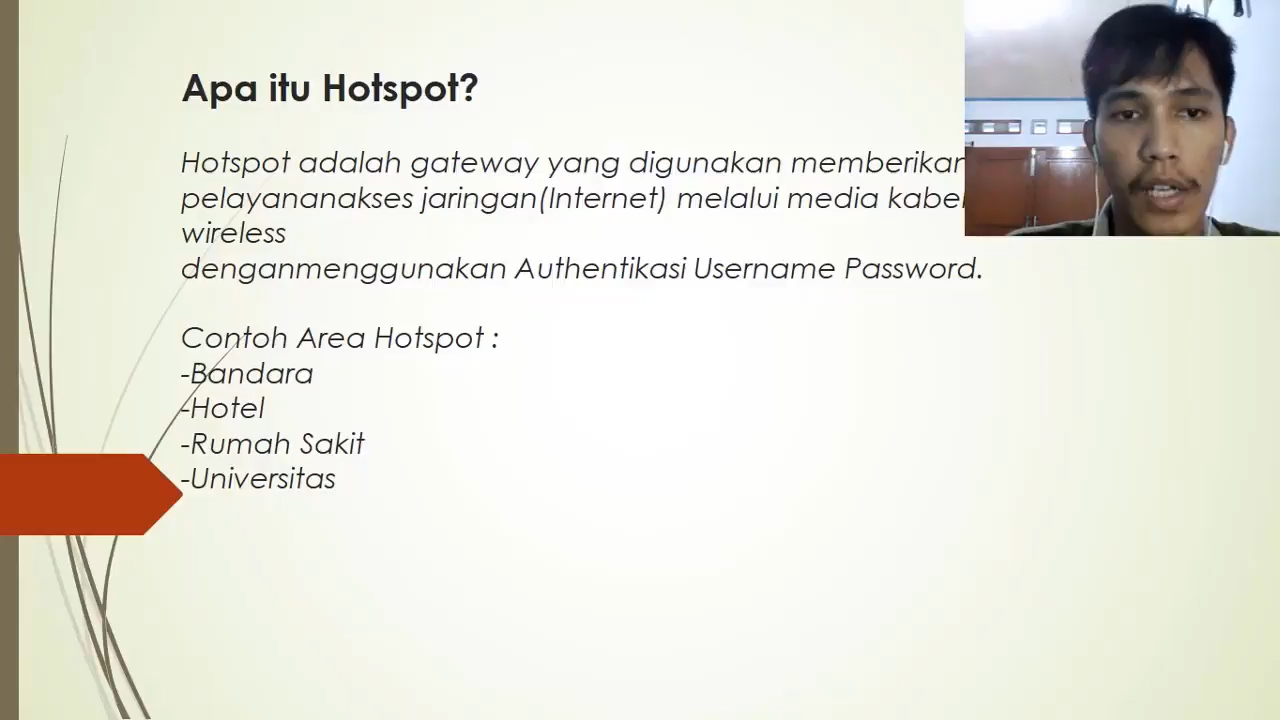 Apa itu Hotspot?
Hotspot adalah gateway yang digunakan memberikan
pelayananakses jaringan(Internet) melalui media kabel
wireless
denganmenggunakan Authentikasi Username Password.
Contoh Area Hotspot :
-Bandara
-Hotel
-Rumah Sakit
-Universitas